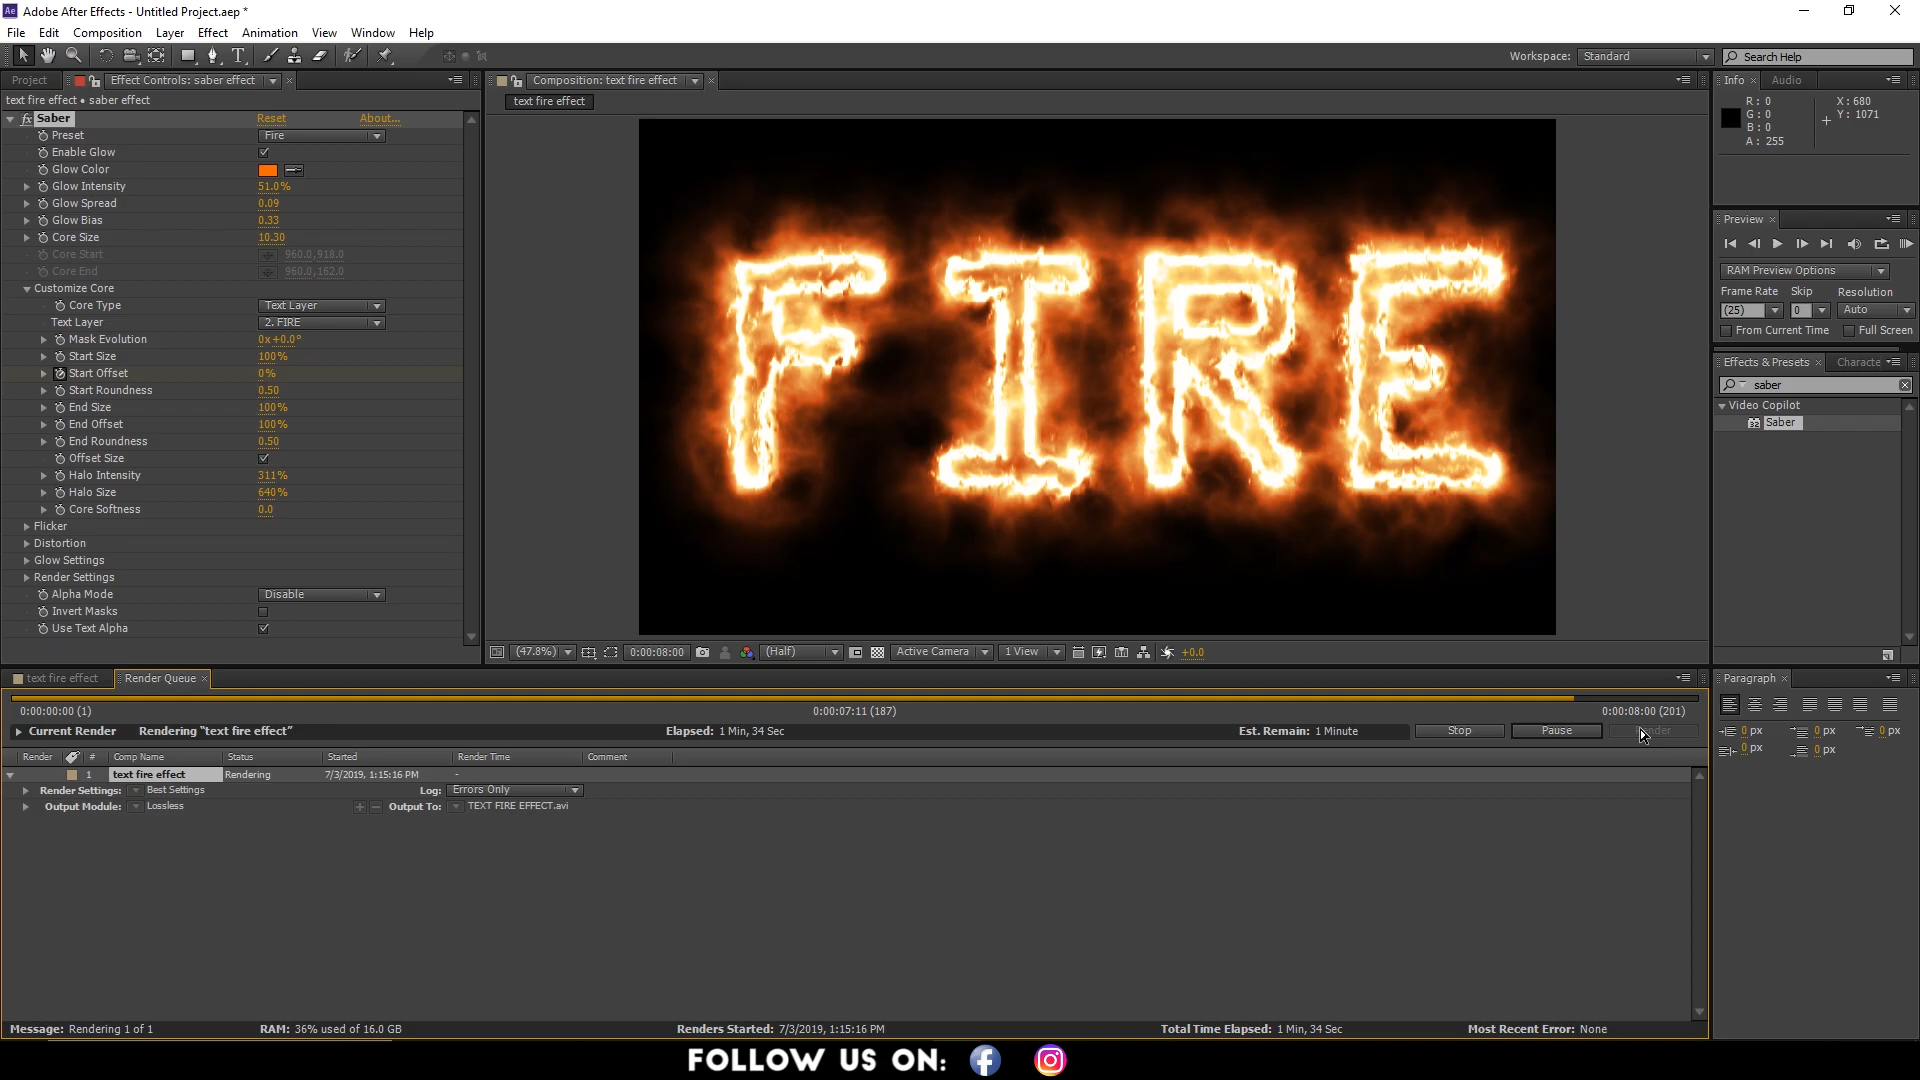 Adobe After Effects - Untitled Project.aep *
File Edit Composition Layer Effect Animation View Window Help
Workspace: Standard Search Help
Project Effect Controls: saber effect
text fire effect • saber effect
fx Saber Reset About...
Preset Fire
Enable Glow
Glow Color
Glow Intensity 51.0%
Glow Spread 0.09
Glow Bias 0.33
Core Size 10.30
Core Start 960.0,918.0
Core End 960.0,162.0
Customize Core
Core Type Text Layer
Text Layer 2. FIRE
Mask Evolution 0x+0.0°
Start Size 100%
Start Offset 0%
Start Roundness 0.50
End Size 100%
End Offset 100%
End Roundness 0.50
Offset Size
Halo Intensity 311%
Halo Size 640%
Core Softness 0.0
Flicker
Distortion
Glow Settings
Render Settings
Alpha Mode Disable
Invert Masks
Use Text Alpha
Composition: text fire effect
text fire effect
FIRE
(47.8%) 0:00:08:00 (Half) Active Camera 1 View +0.0
Info Audio
R: 0 X: 680
G: 0 Y: 1071
B: 0
A: 255
Preview
RAM Preview Options
Frame Rate Skip Resolution
(25) 0 Auto
From Current Time Full Screen
Effects & Presets Characte
saber
Video Copilot
32 Saber
text fire effect Render Queue
0:00:00:00 (1) 0:00:07:11 (187) 0:00:08:00 (201)
Current Render Rendering "text fire effect" Elapsed: 1 Min, 34 Sec Est. Remain: 1 Minute Stop Pause Render
Render # Comp Name Status Started Render Time Comment
1 text fire effect Rendering 7/3/2019, 1:15:16 PM -
Render Settings: Best Settings Log: Errors Only
Output Module: Lossless Output To: TEXT FIRE EFFECT.avi
Message: Rendering 1 of 1 RAM: 36% used of 16.0 GB Renders Started: 7/3/2019, 1:15:16 PM Total Time Elapsed: 1 Min, 34 Sec Most Recent Error: None
Paragraph
0 px 0 px 0 px
0 px 0 px
FOLLOW US ON: